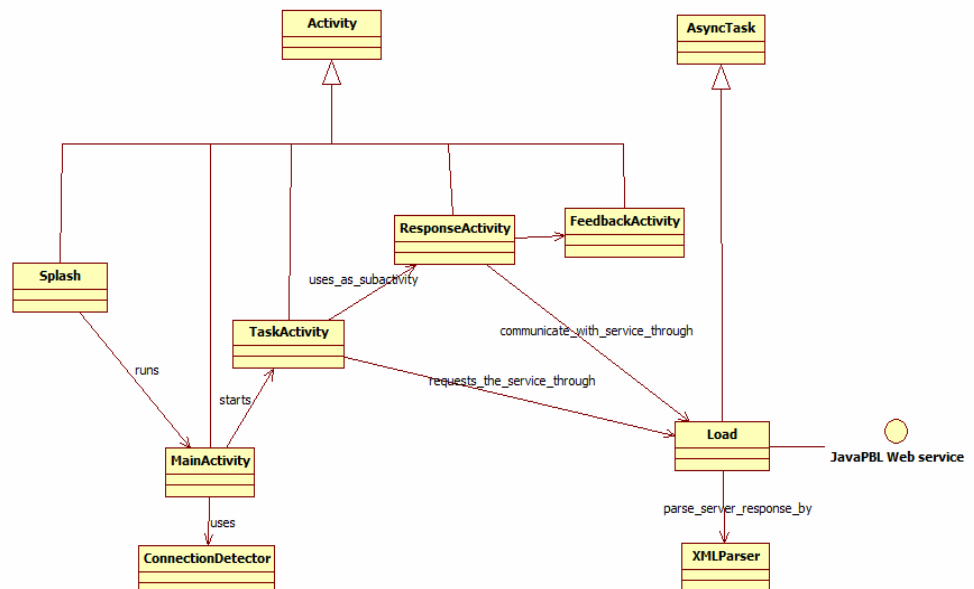 Activity
AsyncTask
ResponseActivity
FeedbackActivity
Splash
uses_as_subactivity
TaskActivity
communicate_with_service_through
runs
requests_the_service_through
starts
Load
MainActivity
JavaPBL Web service
parse_server_response_by
uses
ConnectionDetector
XMLParser